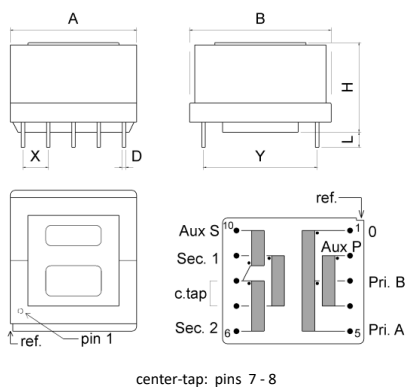 A
B
H
L
X
D
Y
ref.
Aux S
10
1
0
Aux P
Sec. 1
c.tap
Pri. B
Sec. 2
6
5
Pri. A
pin 1
ref.
center-tap: pins 7 - 8